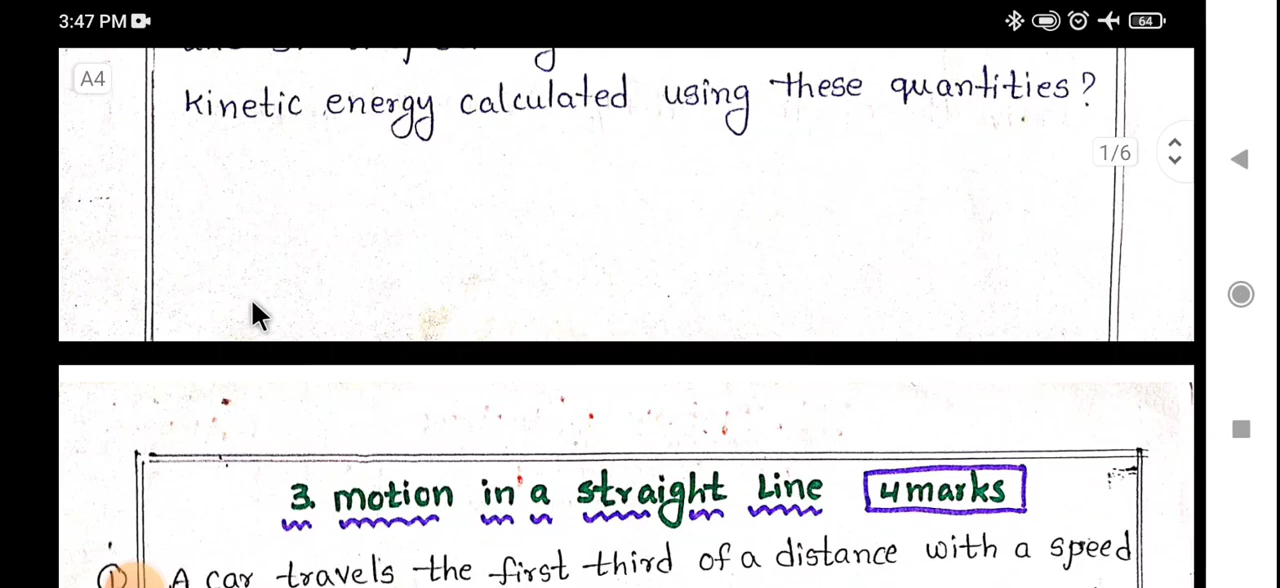 3:47 PM
64
A4
kinetic energy calculated using these quantities?
1/6
3. motion in a straight Line 4marks
① A car travels the first third of a distance with a speed